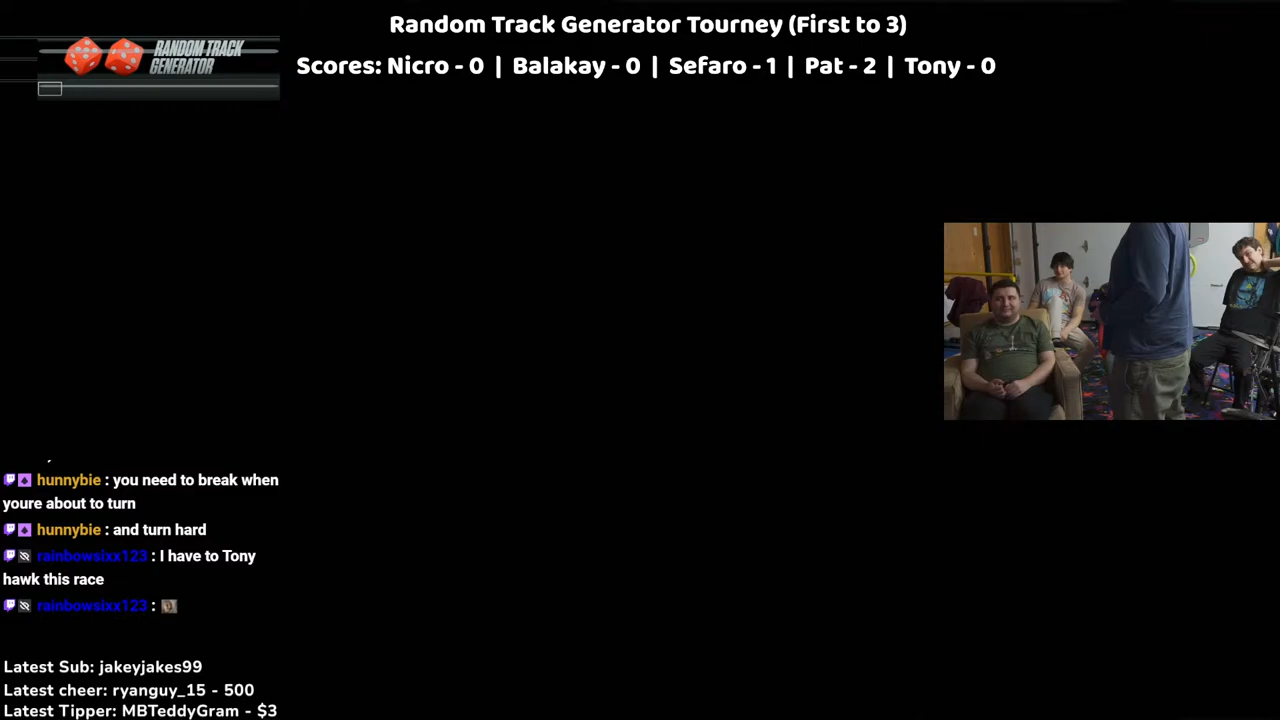 Random Track Generator Tourney (First to 3)
RANDOM TRACK
GENERATOR
Scores: Nicro - 0 | Balakay - 0 | Sefaro - 1 | Pat - 2 | Tony - 0
hunnybie : you need to break when
youre about to turn
hunnybie : and turn hard
rainbowsixx123 : I have to Tony
hawk this race
rainbowsixx123 :
Latest Sub: jakeyjakes99
Latest cheer: ryanguy_15 - 500
Latest Tipper: MBTeddyGram - $3